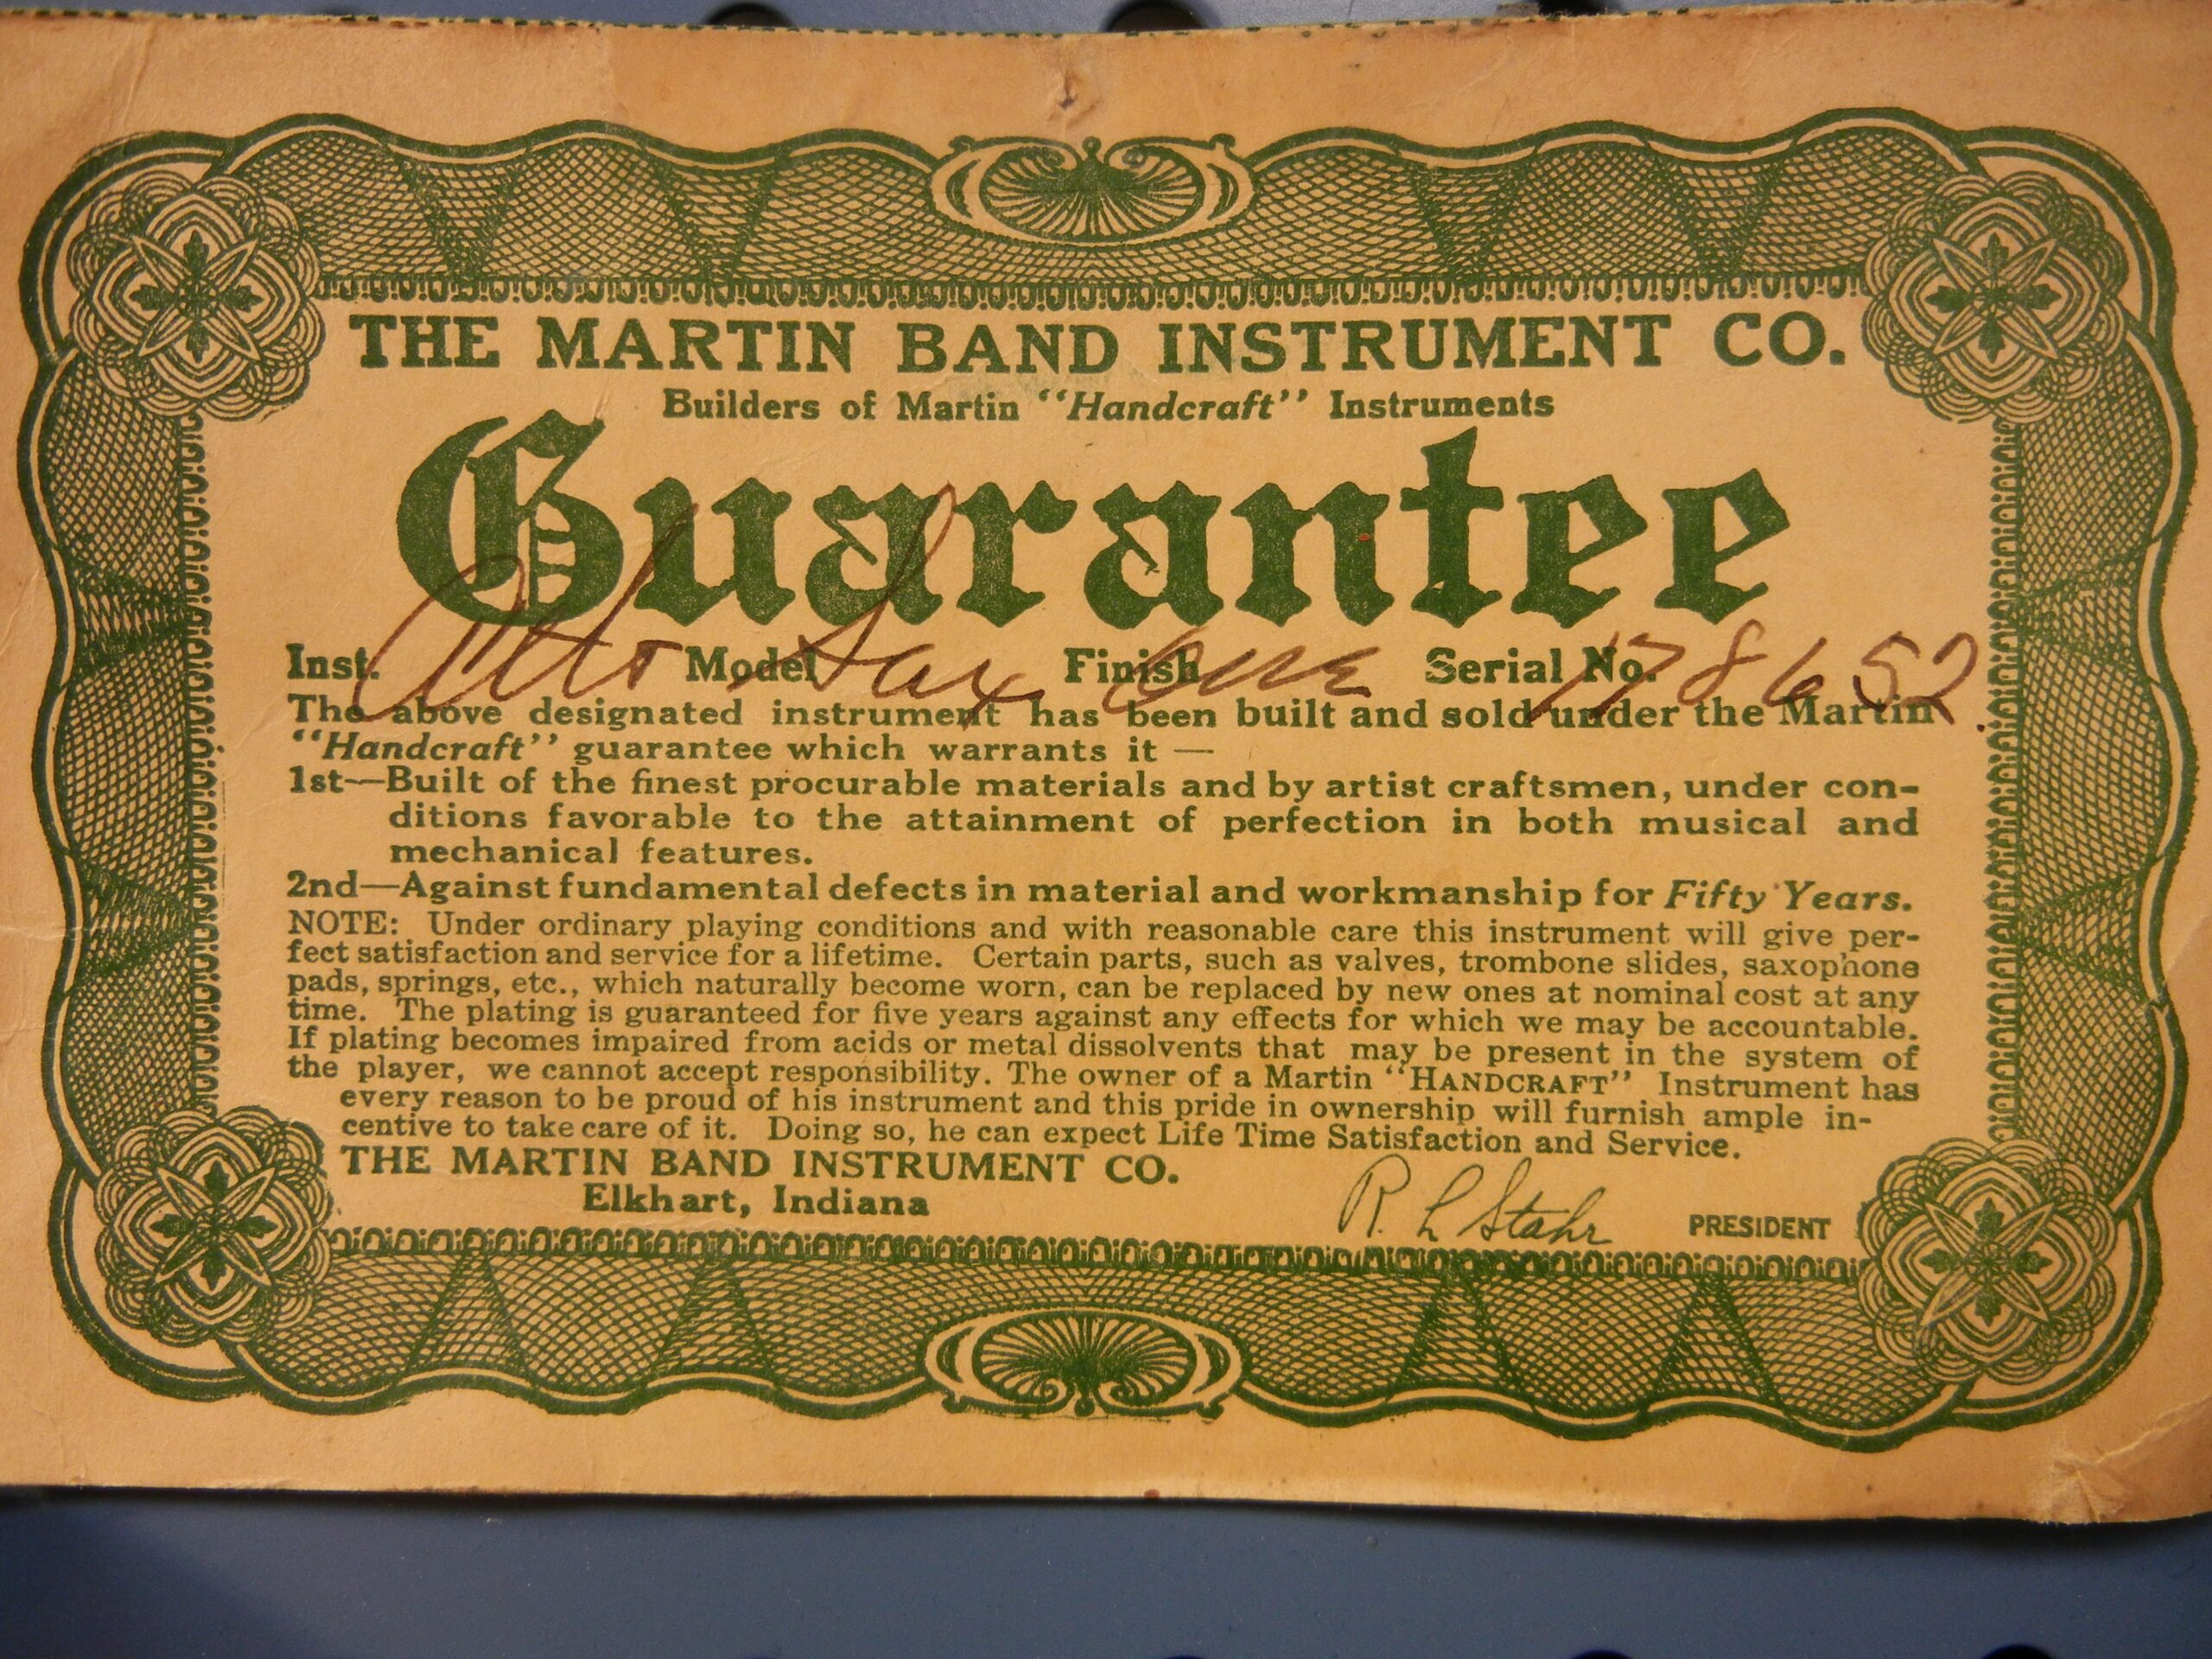 THE MARTIN BAND INSTRUMENT CO.
Builders of Martin "Handcraft" Instruments
Guarantee
Inst. Alto Model Sax Finish Serial No. 178652.
The above designated instrument has been built and sold under the Martin
"Handcraft" guarantee which warrants it —
1st—Built of the finest procurable materials and by artist craftsmen, under con-
ditions favorable to the attainment of perfection in both musical and
mechanical features.
2nd—Against fundamental defects in material and workmanship for Fifty Years.
NOTE: Under ordinary playing conditions and with reasonable care this instrument will give per-
fect satisfaction and service for a lifetime. Certain parts, such as valves, trombone slides, saxophone
pads, springs, etc., which naturally become worn, can be replaced by new ones at nominal cost at any
time. The plating is guaranteed for five years against any effects for which we may be accountable.
If plating becomes impaired from acids or metal dissolvents that may be present in the system of
the player, we cannot accept responsibility. The owner of a Martin "HANDCRAFT" Instrument has
every reason to be proud of his instrument and this pride in ownership will furnish ample in-
centive to take care of it. Doing so, he can expect Life Time Satisfaction and Service.
THE MARTIN BAND INSTRUMENT CO.
Elkhart, Indiana
R. L Stahr PRESIDENT